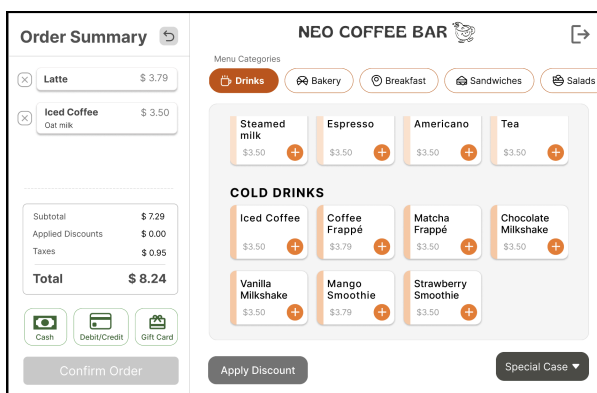 Order Summary
Latte $ 3.79
Iced Coffee $ 3.50
Oat milk
Subtotal $ 7.29
Applied Discounts $ 0.00
Taxes $ 0.95
Total $ 8.24
Cash
Debit/Credit
Gift Card
Confirm Order
NEO COFFEE BAR
Menu Categories
Drinks
Bakery
Breakfast
Sandwiches
Salads
Steamed
milk
$3.50
Espresso
$3.50
Americano
$3.50
Tea
$3.50
COLD DRINKS
Iced Coffee
$3.50
Coffee
Frappé
$3.79
Matcha
Frappé
$3.50
Chocolate
Milkshake
$3.50
Vanilla
Milkshake
$3.50
Mango
Smoothie
$3.79
Strawberry
Smoothie
$3.50
Apply Discount
Special Case